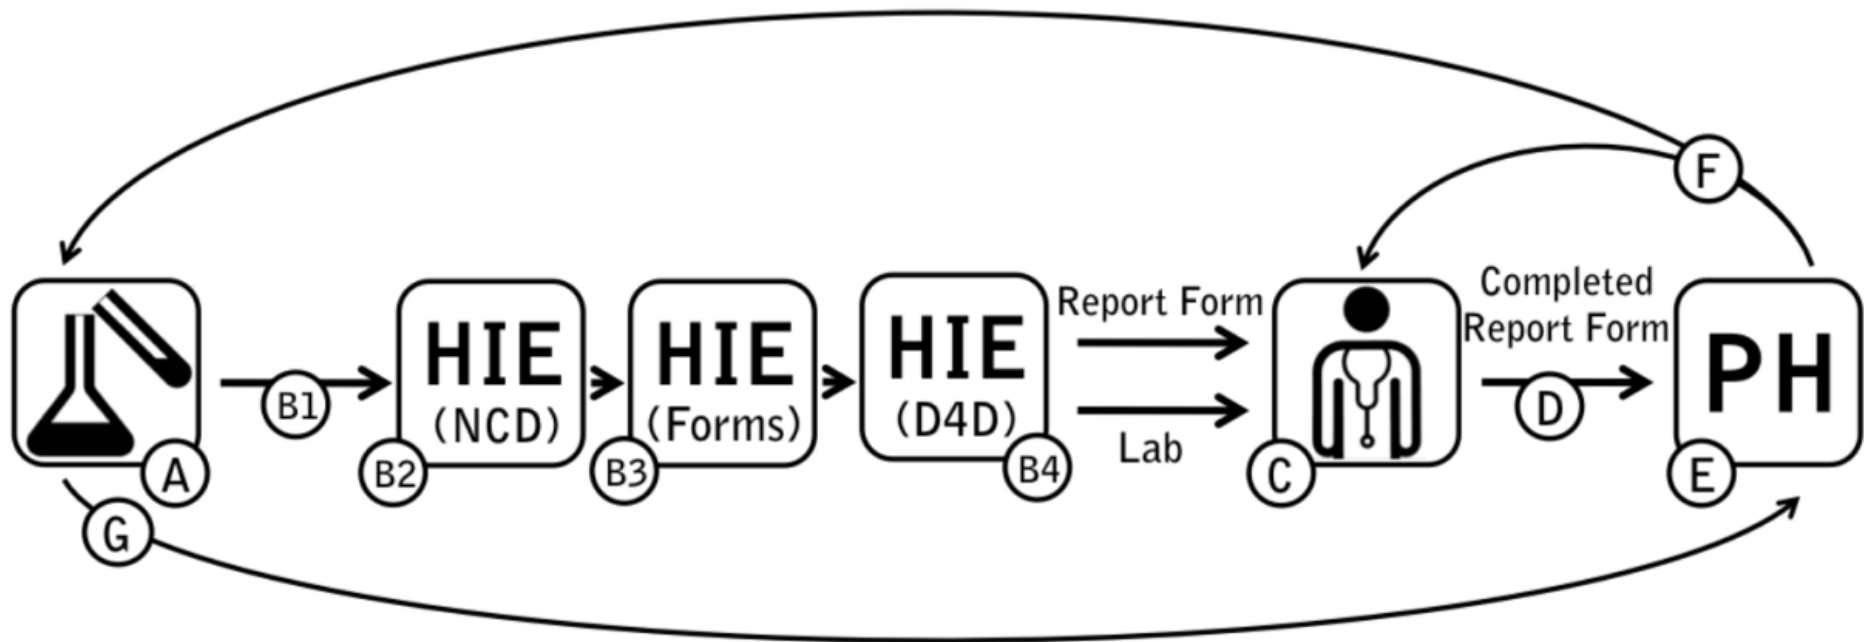 F
Report Form
Completed
Report Form
HIE
(NCD)
HIE
(Forms)
HIE
(D4D)
PH
B1
Lab
D
A
B2
B3
B4
C
E
G